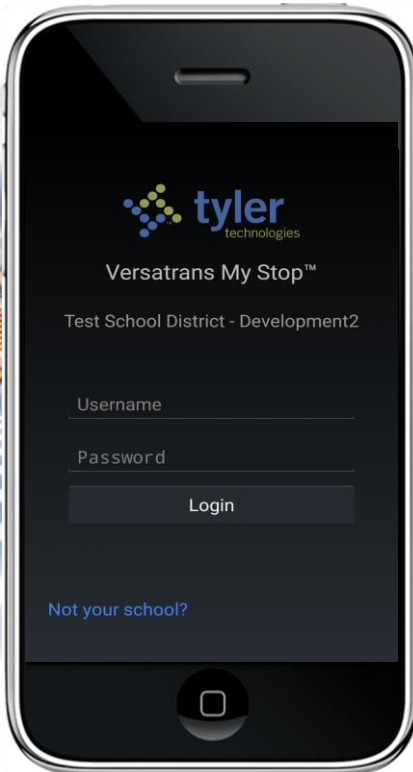 tyler
technologies
Versatrans My Stop™
Test School District - Development2
Username
Password
Login
Not your school?